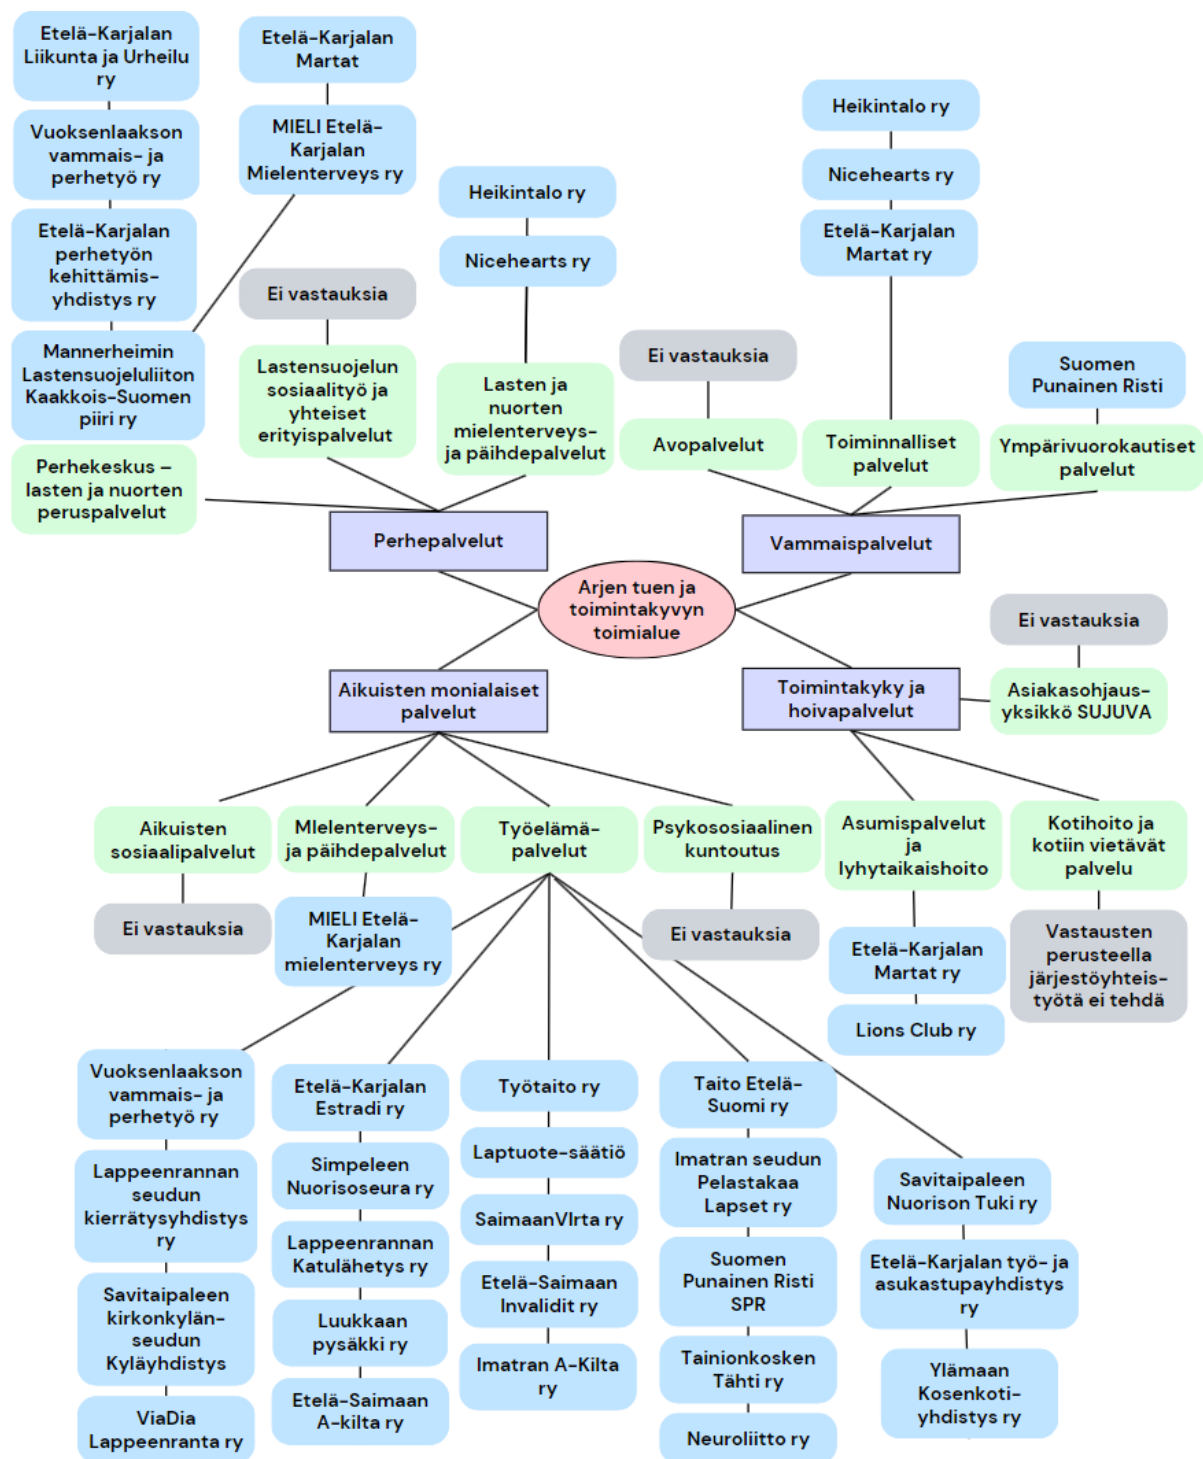 Etelä-Karjalan
Liikunta ja Urheilu
ry
Vuoksenlaakson
vammais- ja
perhetyö ry
Etelä-Karjalan
perhetyön
kehittämis-
yhdistys ry
Mannerheimin
Lastensuojeluliiton
Kaakkois-Suomen
piiri ry
Perhekeskus –
lasten ja nuorten
peruspalvelut
Etelä-Karjalan
Martat
MIELI Etelä-
Karjalan
Mielenterveys ry
Ei vastauksia
Lastensuojelun
sosiaalityö ja
yhteiset
erityispalvelut
Heikintalo ry
Nicehearts ry
Lasten ja
nuorten
mielenterveys-
ja päihdepalvelut
Perhepalvelut
Ei vastauksia
Avopalvelut
Heikintalo ry
Nicehearts ry
Etelä-Karjalan
Martat ry
Toiminnalliset
palvelut
Suomen
Punainen Risti
Ympärivuorokautiset
palvelut
Vammaispalvelut
Arjen tuen ja
toimintakyvyn
toimialue
Aikuisten monialaiset
palvelut
Toimintakyky ja
hoivapalvelut
Ei vastauksia
Asiakasohjaus-
yksikkö SUJUVA
Aikuisten
sosiaalipalvelut
Ei vastauksia
MIelenterveys-
ja päihdepalvelut
MIELI Etelä-
Karjalan
mielenterveys ry
Työelämä-
palvelut
Psykososiaalinen
kuntoutus
Ei vastauksia
Asumispalvelut
ja
lyhytaikaishoito
Etelä-Karjalan
Martat ry
Lions Club ry
Kotihoito ja
kotiin vietävät
palvelu
Vastausten
perusteella
järjestöyhteis-
työtä ei tehdä
Vuoksenlaakson
vammais- ja
perhetyö ry
Lappeenrannan
seudun
kierrätysyhdistys
ry
Savitaipaleen
kirkonkylän-
seudun
Kyläyhdistys
ViaDia
Lappeenranta ry
Etelä-Karjalan
Estradi ry
Simpeleen
Nuorisoseura ry
Lappeenrannan
Katulähetys ry
Luukkaan
pysäkki ry
Etelä-Saimaan
A-kilta ry
Työtaito ry
Laptuote-säätiö
SaimaanVIrta ry
Etelä-Saimaan
Invalidit ry
Imatran A-Kilta
ry
Taito Etelä-
Suomi ry
Imatran seudun
Pelastakaa
Lapset ry
Suomen
Punainen Risti
SPR
Tainionkosken
Tähti ry
Neuroliitto ry
Savitaipaleen
Nuorison Tuki ry
Etelä-Karjalan työ- ja
asukastupayhdistys
ry
Ylämaan
Kosenkoti-
yhdistys ry